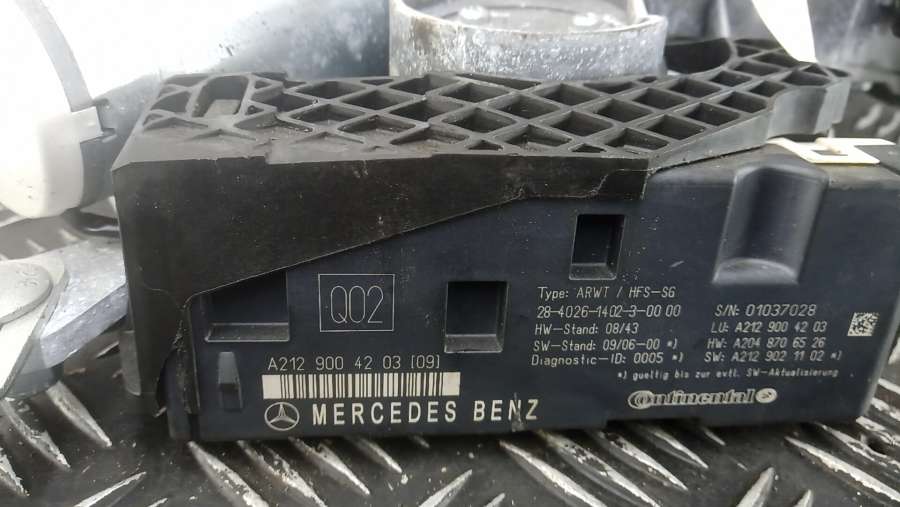 Q02
A212 900 42 03 [09]
MERCEDES BENZ
Type: ARWT / HFS-SG
28-4026-1402-3-00 00
HW-Stand: 08/43
SW-Stand: 09/06-00 *)
Diagnostic-ID: 0005 *)
S/N: 01037028
LU: A212 900 42 03
HW: A204 870 65 26
SW: A212 902 11 02 *)
*) gueltig bis zur evtl. SW-Aktualisierung
Continental